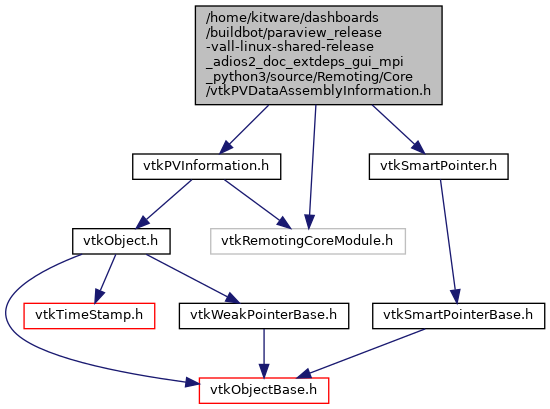 /home/kitware/dashboards
/buildbot/paraview_release
-vall-linux-shared-release
_adios2_doc_extdeps_gui_mpi
_python3/source/Remoting/Core
/vtkPVDataAssemblyInformation.h
vtkPVInformation.h
vtkSmartPointer.h
vtkObject.h
vtkRemotingCoreModule.h
vtkTimeStamp.h
vtkWeakPointerBase.h
vtkSmartPointerBase.h
vtkObjectBase.h